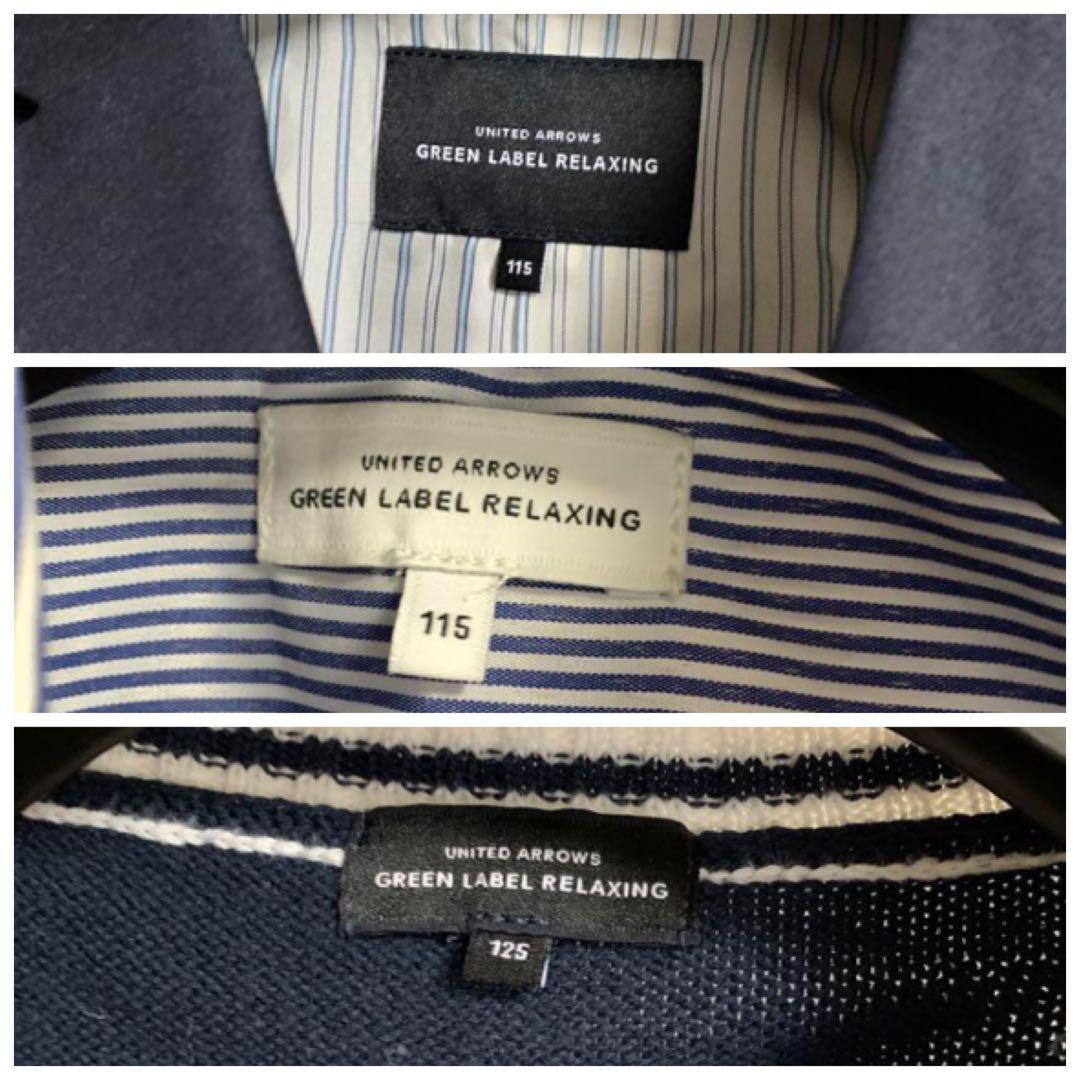 UNITED ARROWS
GREEN LABEL RELAXING
115
UNITED ARROWS
GREEN LABEL RELAXING
115
UNITED ARROWS
GREEN LABEL RELAXING
125